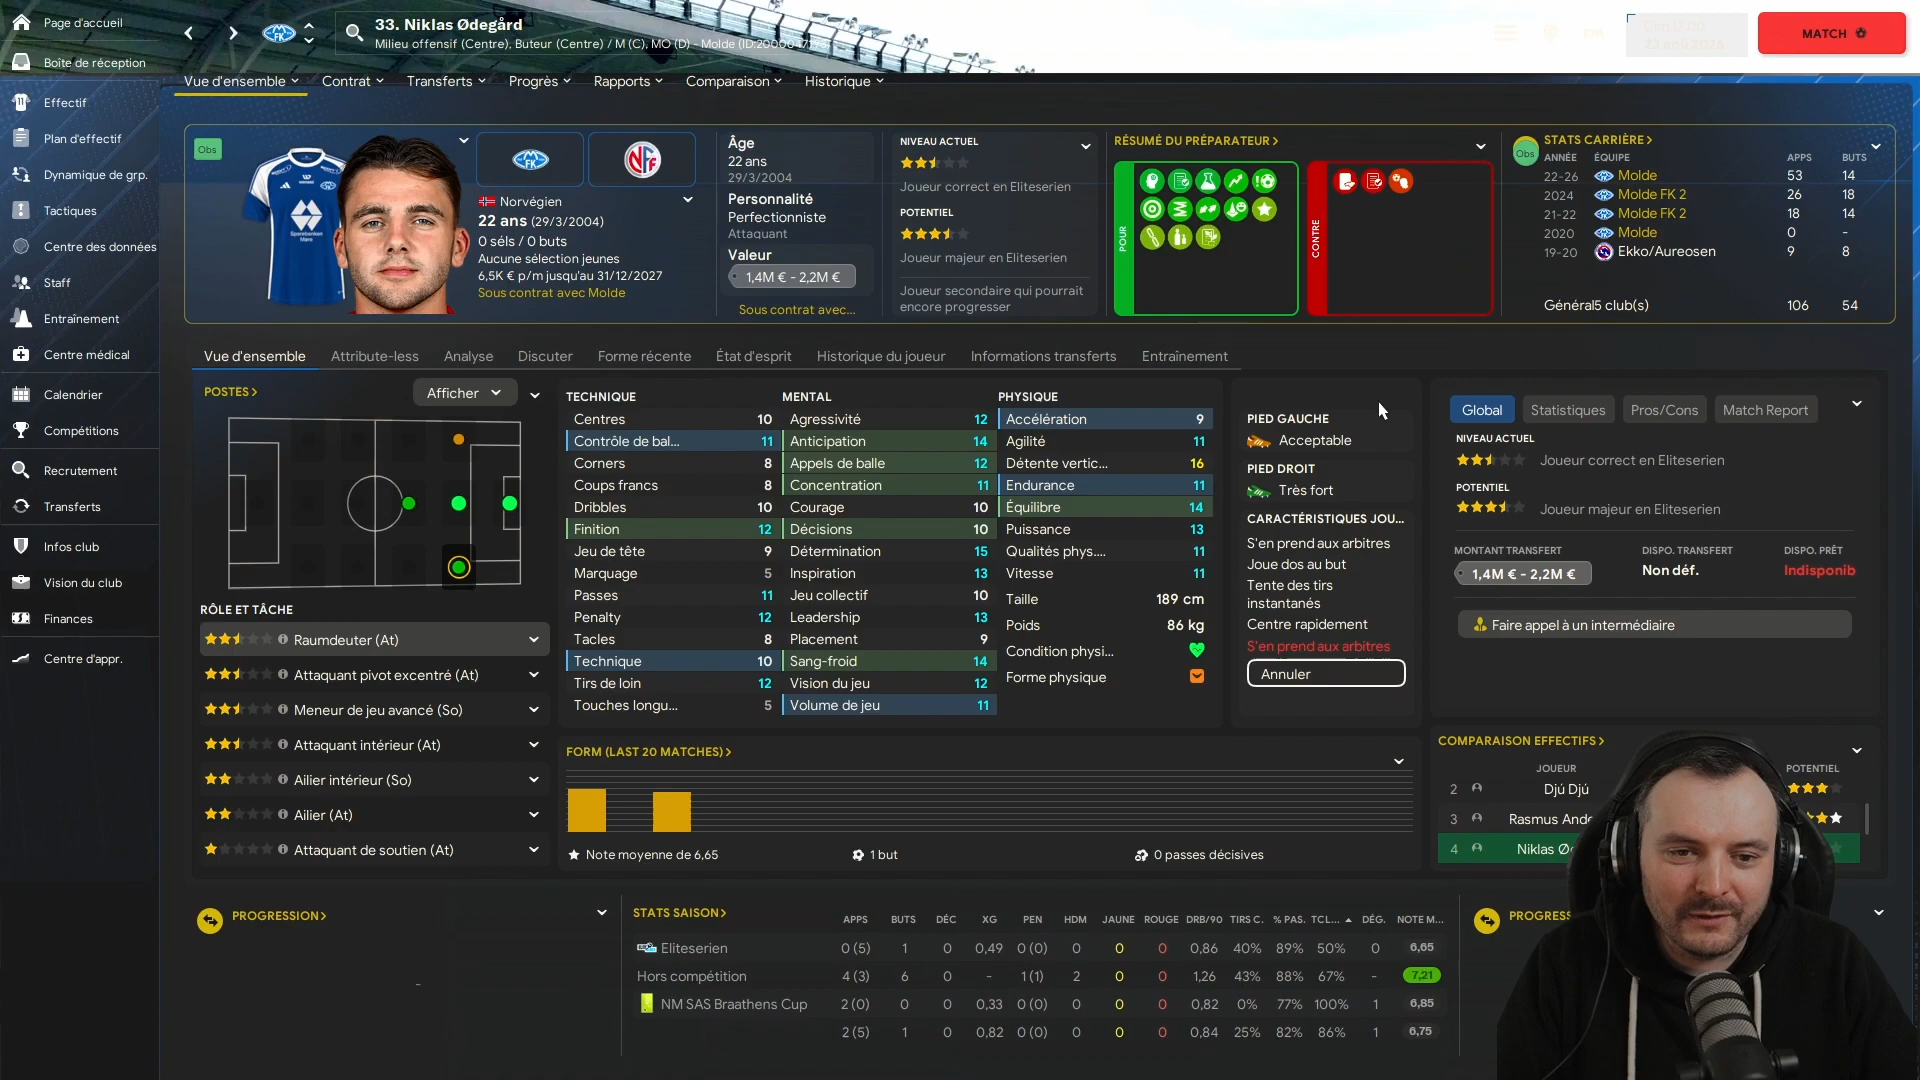 Page d'accueil
Boîte de réception
Effectif
Plan d'effectif
Dynamique de grp.
Tactiques
Centre des données
Staff
Entraînement
Centre médical
Calendrier
Compétitions
Recrutement
Transferts
Infos club
Vision du club
Finances
Centre d'appr.
33. Niklas Ødegård
Milieu offensif (Centre), Buteur (Centre) / M (C), MO (D) - Molde
MATCH
Vue d'ensemble Contrat Transferts Progrès Rapports Comparaison Historique
Obs
Norvégien
22 ans (29/3/2004)
0 séls / 0 buts
Aucune sélection jeunes
6,5K € p/m jusqu'au 31/12/2027
Sous contrat avec Molde
Âge
22 ans
29/3/2004
Personnalité
Perfectionniste
Attaquant
Valeur
1,4M € - 2,2M €
Sous contrat avec...
NIVEAU ACTUEL
Joueur correct en Eliteserien
POTENTIEL
Joueur majeur en Eliteserien
Joueur secondaire qui pourrait
encore progresser
RÉSUMÉ DU PRÉPARATEUR >
POUR
CONTRE
Obs
STATS CARRIÈRE >
ANNÉE ÉQUIPE APPS BUTS
22-26 Molde 53 14
2024 Molde FK 2 26 18
21-22 Molde FK 2 18 14
2020 Molde 0 -
19-20 Ekko/Aureosen 9 8
Général5 club(s) 106 54
Vue d'ensemble Attribute-less Analyse Discuter Forme récente État d'esprit Historique du joueur Informations transferts Entraînement
POSTES >
Afficher
RÔLE ET TÂCHE
Raumdeuter (At)
Attaquant pivot excentré (At)
Meneur de jeu avancé (So)
Attaquant intérieur (At)
Ailier intérieur (So)
Ailier (At)
Attaquant de soutien (At)
TECHNIQUE
Centres 10
Contrôle de bal... 11
Corners 8
Coups francs 8
Dribbles 10
Finition 12
Jeu de tête 9
Marquage 5
Passes 11
Penalty 12
Tacles 8
Technique 10
Tirs de loin 12
Touches longu... 5
MENTAL
Agressivité 12
Anticipation 14
Appels de balle 12
Concentration 11
Courage 10
Décisions 10
Détermination 15
Inspiration 13
Jeu collectif 10
Leadership 13
Placement 9
Sang-froid 14
Vision du jeu 12
Volume de jeu 11
PHYSIQUE
Accélération 9
Agilité 11
Détente vertic... 16
Endurance 11
Équilibre 14
Puissance 13
Qualités phys.... 11
Vitesse 11
Taille 189 cm
Poids 86 kg
Condition physi...
Forme physique
PIED GAUCHE
Acceptable
PIED DROIT
Très fort
CARACTÉRISTIQUES JOU...
S'en prend aux arbitres
Joue dos au but
Tente des tirs
instantanés
Centre rapidement
S'en prend aux arbitres
Annuler
Global Statistiques Pros/Cons Match Report
NIVEAU ACTUEL
Joueur correct en Eliteserien
POTENTIEL
Joueur majeur en Eliteserien
MONTANT TRANSFERT DISPO. TRANSFERT DISPO. PRÊT
1,4M € - 2,2M € Non déf. Indisponib
Faire appel à un intermédiaire
FORM (LAST 20 MATCHES) >
Note moyenne de 6,65 1 but 0 passes décisives
COMPARAISON EFFECTIFS >
JOUEUR POTENTIEL
2 Djú Djú
3 Rasmus Ande
4 Niklas Ø
PROGRESSION >
-
STATS SAISON >
APPS BUTS DÉC XG PEN HDM JAUNE ROUGE DRB/90 TIRS C. % PAS. TCL... DÉG. NOTE M...
Eliteserien 0 (5) 1 0 0,49 0 (0) 0 0 0 0,86 40% 89% 50% 0 6,65
Hors compétition 4 (3) 6 0 - 1 (1) 2 0 0 1,26 43% 88% 67% - 7,21
NM SAS Braathens Cup 2 (0) 0 0 0,33 0 (0) 0 0 0 0,82 0% 77% 100% 1 6,85
2 (5) 1 0 0,82 0 (0) 0 0 0 0,84 25% 82% 86% 1 6,75
PROGRESS